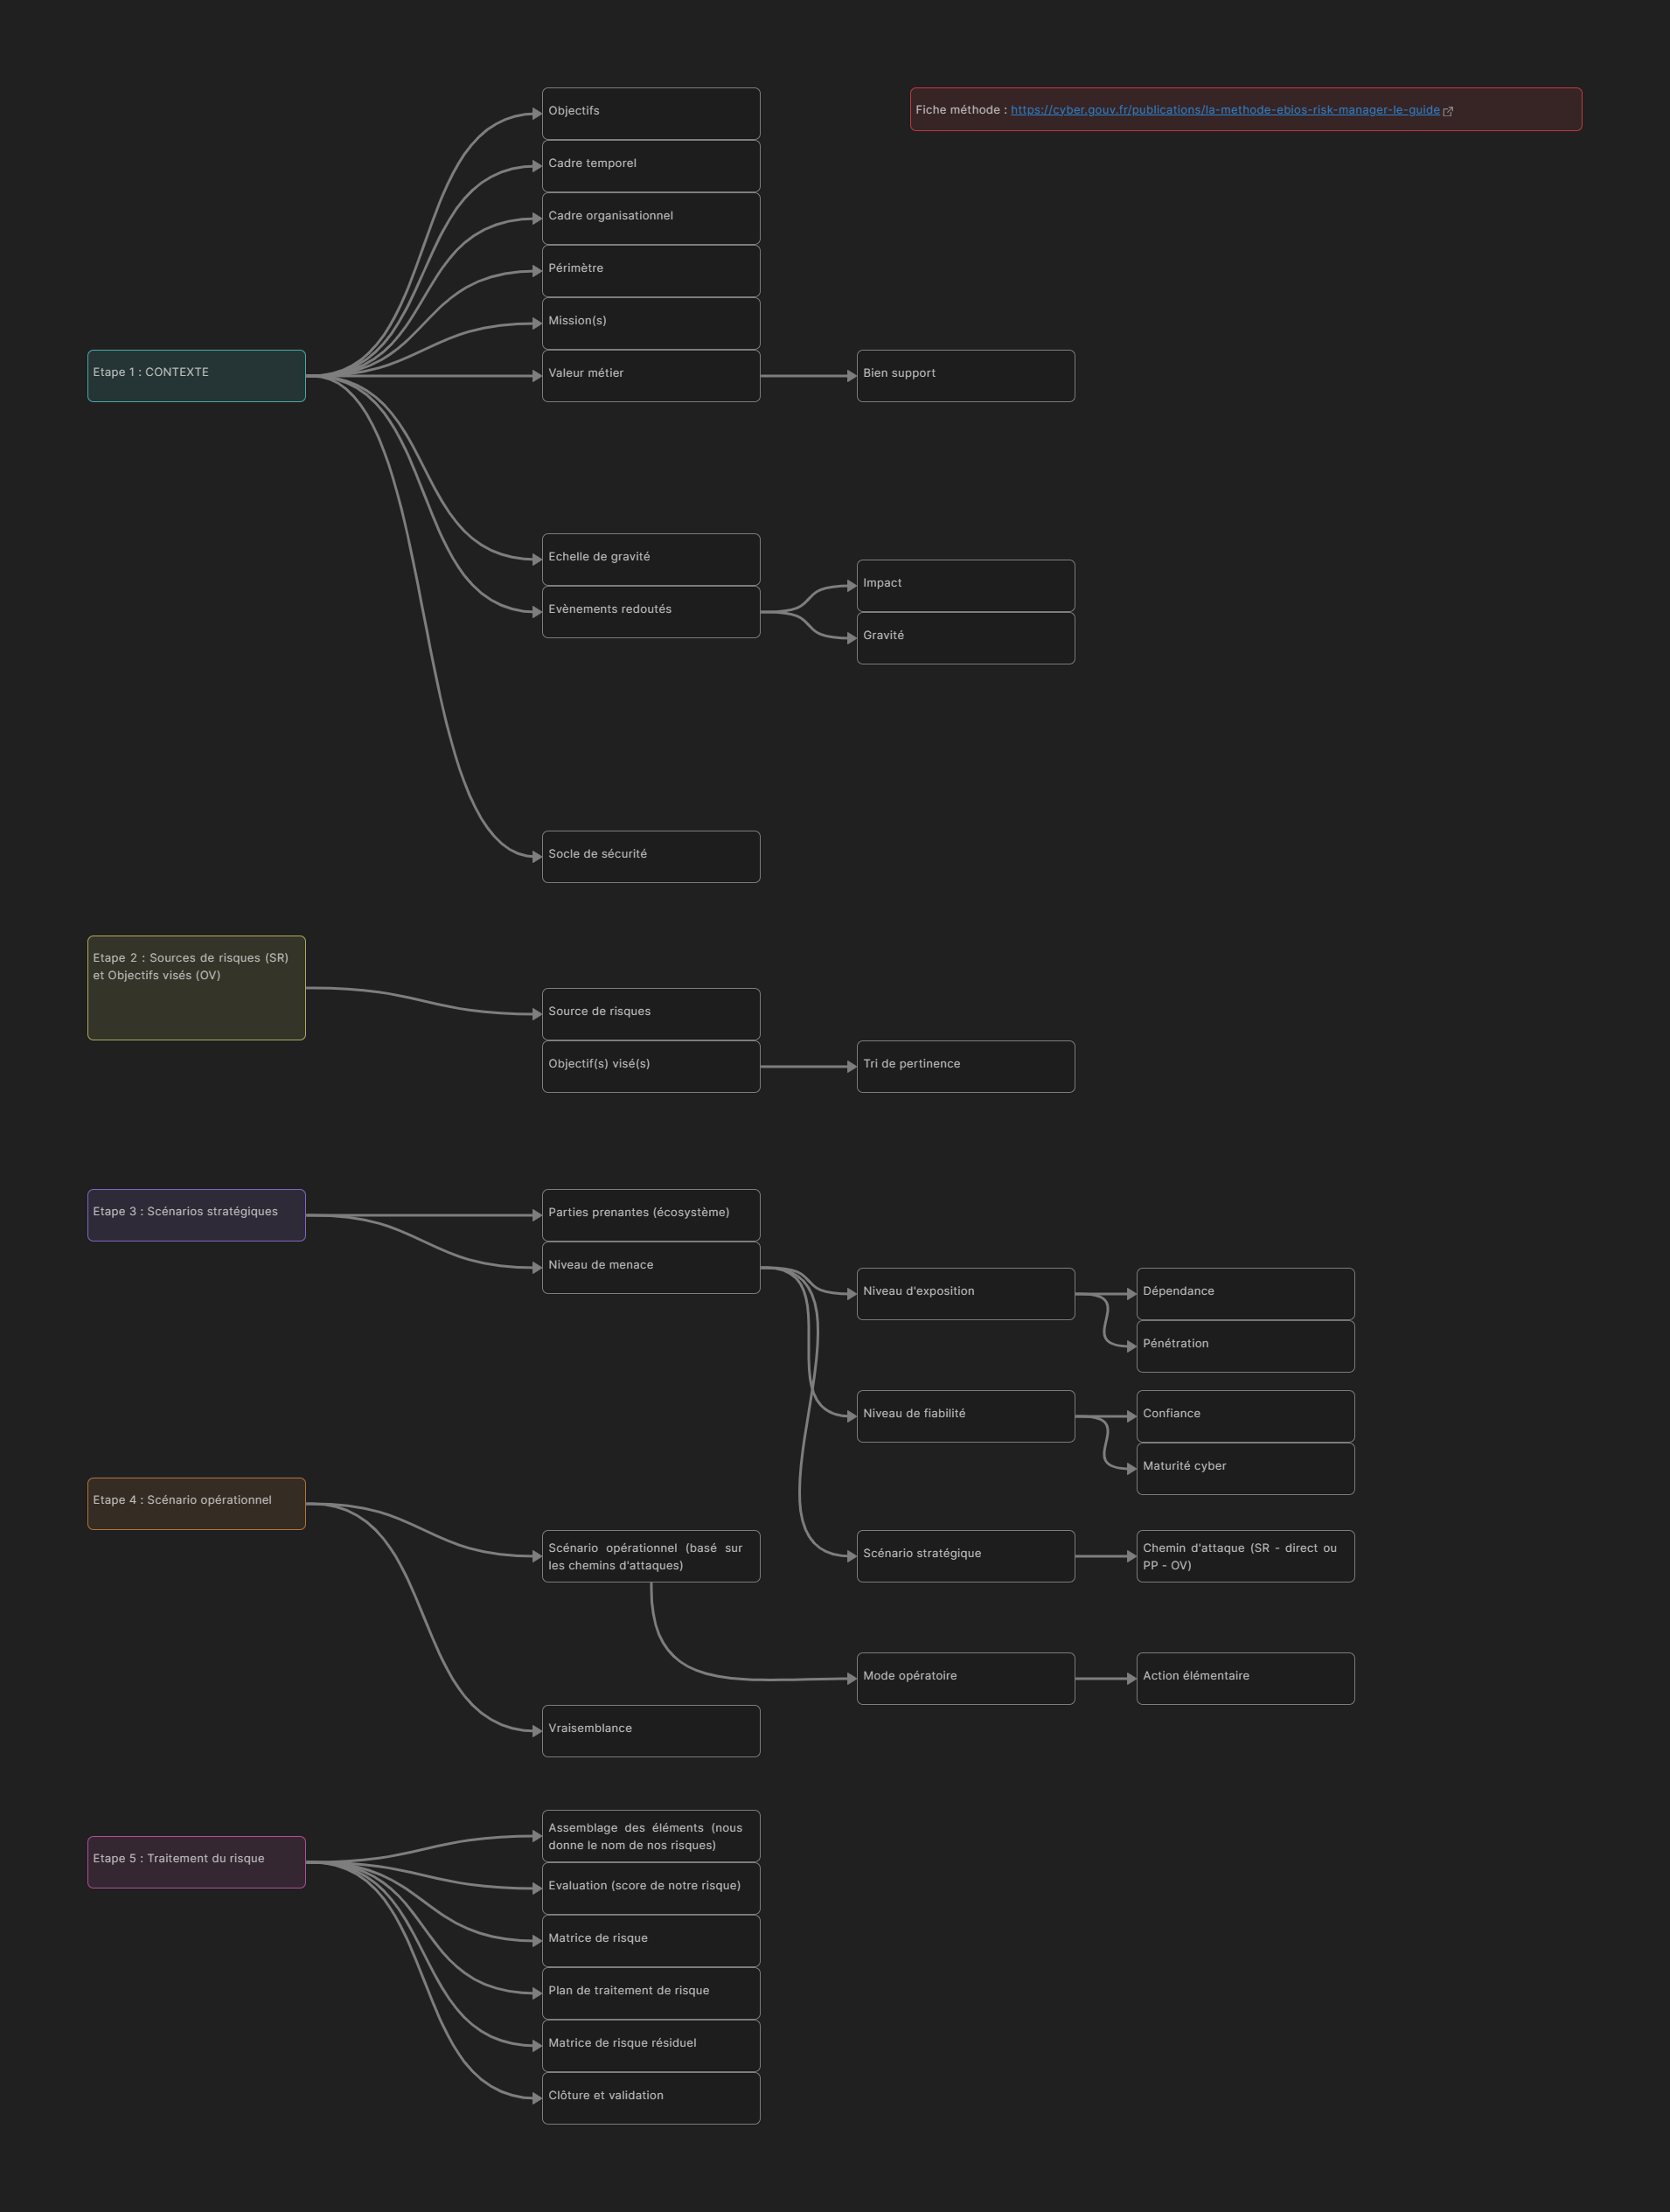 Objectifs
Fiche méthode : https://cyber.gouv.fr/publications/la-methode-ebios-risk-manager-le-guide
Cadre temporel
Cadre organisationnel
Périmètre
Mission(s)
Etape 1 : CONTEXTE
Valeur métier
Bien support
Echelle de gravité
Evènements redoutés
Impact
Gravité
Socle de sécurité
Etape 2 : Sources de risques (SR)
et Objectifs visés (OV)
Source de risques
Objectif(s) visé(s)
Tri de pertinence
Etape 3 : Scénarios stratégiques
Parties prenantes (écosystème)
Niveau de menace
Niveau d'exposition
Dépendance
Pénétration
Niveau de fiabilité
Confiance
Maturité cyber
Etape 4 : Scénario opérationnel
Scénario opérationnel (basé sur
les chemins d'attaques)
Scénario stratégique
Chemin d'attaque (SR - direct ou
PP - OV)
Mode opératoire
Action élémentaire
Vraisemblance
Etape 5 : Traitement du risque
Assemblage des éléments (nous
donne le nom de nos risques)
Evaluation (score de notre risque)
Matrice de risque
Plan de traitement de risque
Matrice de risque résiduel
Clôture et validation